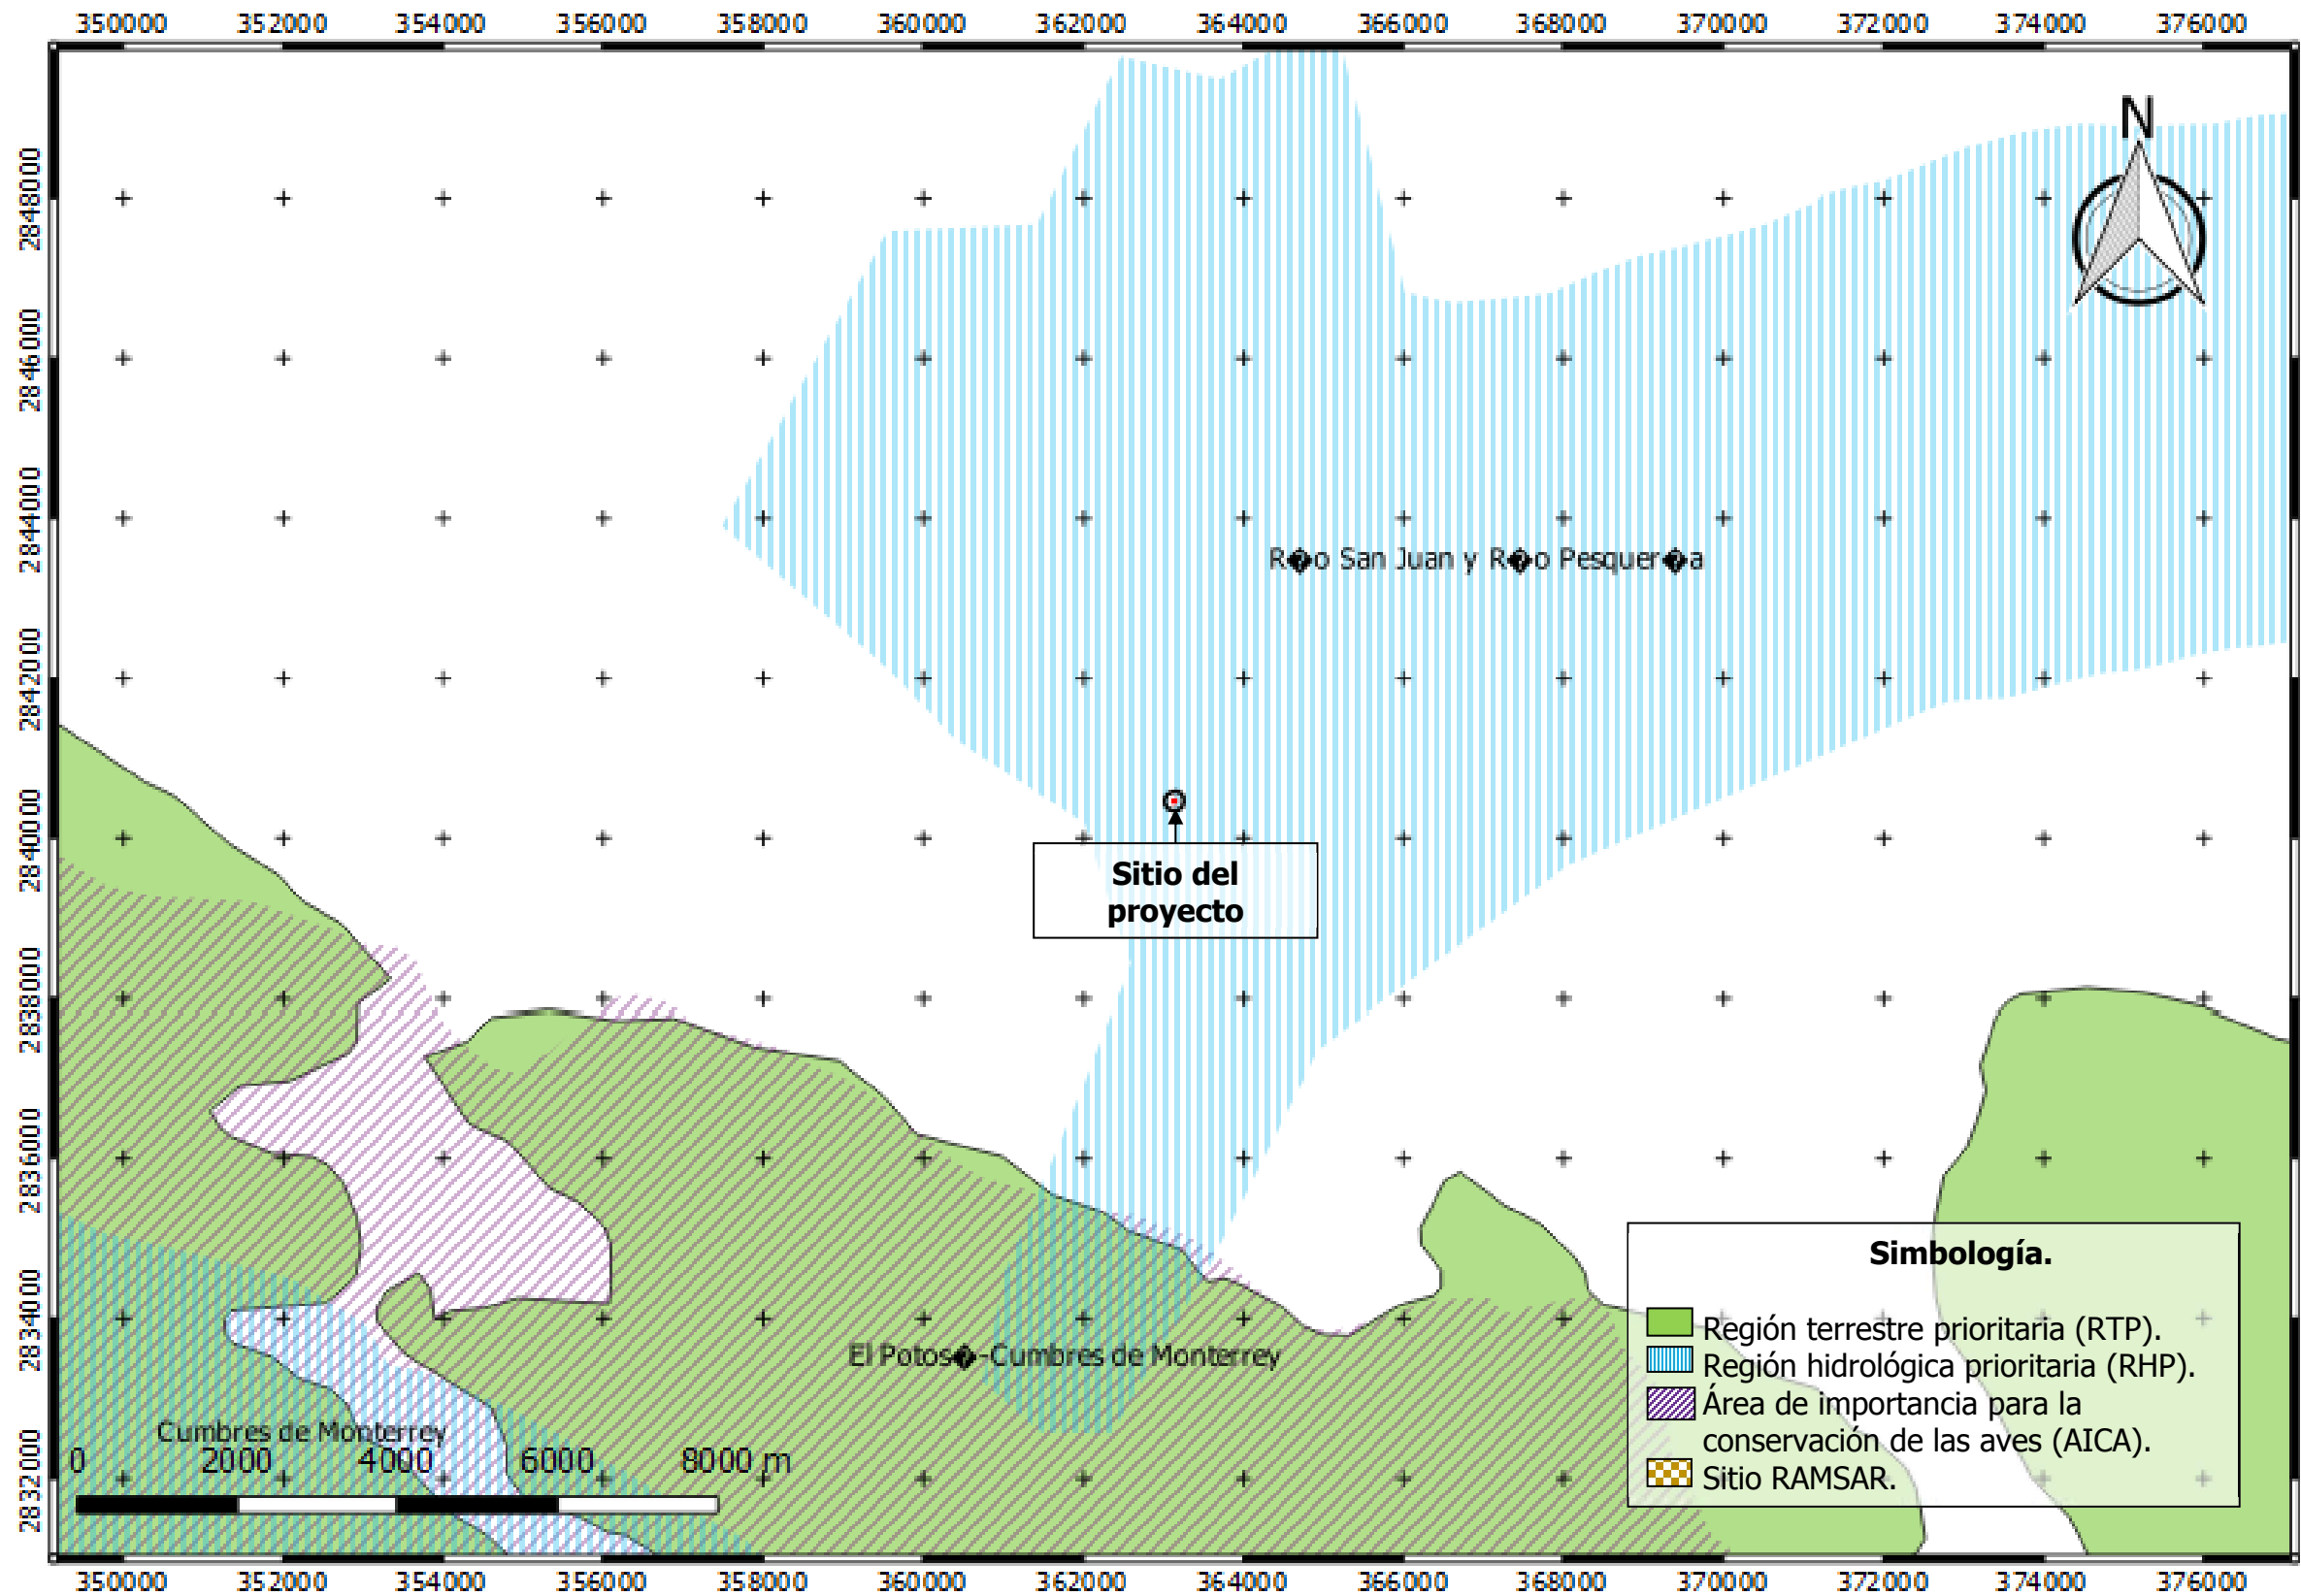 350000 352000 354000 356000 358000 360000 362000 364000 366000 368000 370000 372000 374000 376000
N
2848000
2846000
2844000
R�o San Juan y R�o Pesquer�a
2842000
2840000
Sitio del
proyecto
2838000
2836000
2834000
El Potos�-Cumbres de Monterrey
Cumbres de Monterrey
0 2000 4000 6000 8000 m
2832000
Simbología.
Región terrestre prioritaria (RTP).
Región hidrológica prioritaria (RHP).
Área de importancia para la
conservación de las aves (AICA).
Sitio RAMSAR.
350000 352000 354000 356000 358000 360000 362000 364000 366000 368000 370000 372000 374000 376000